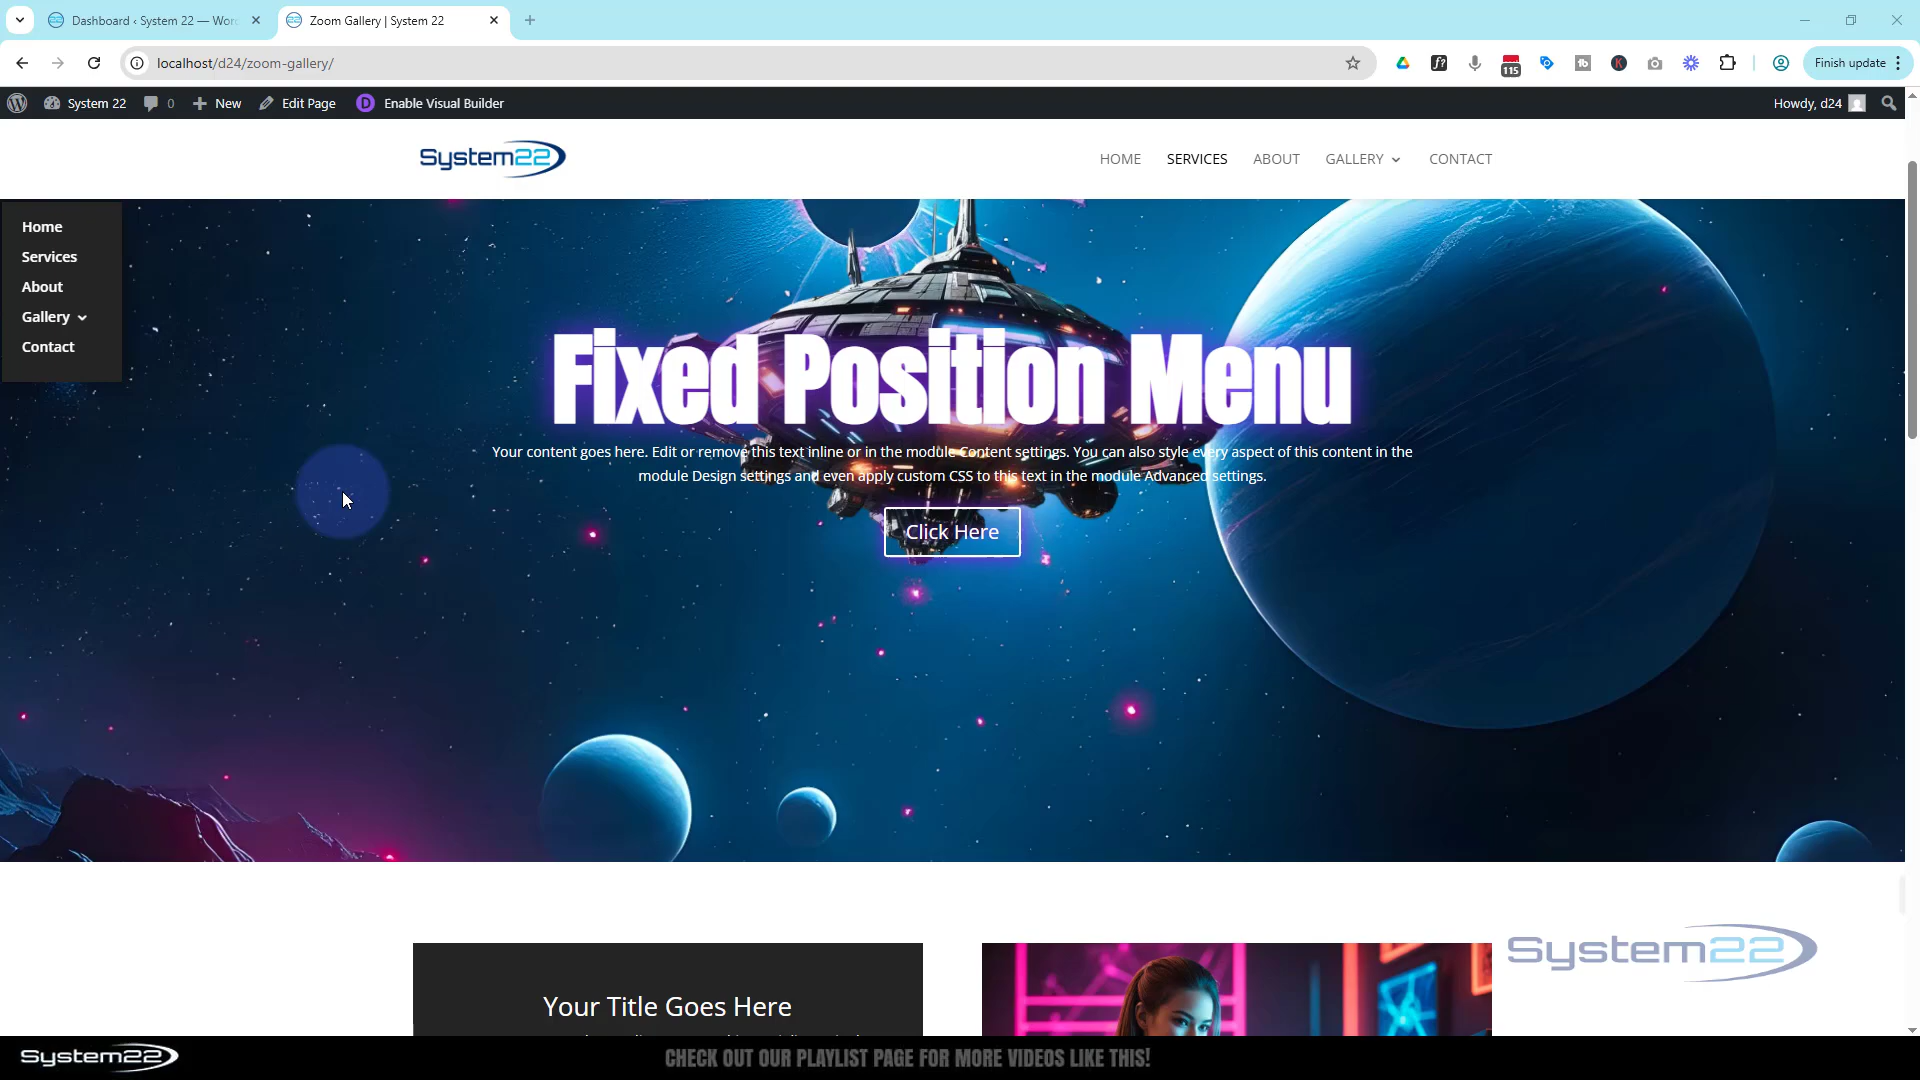 Dashboard ‹ System 22 — Wor
Zoom Gallery | System 22
localhost/d24/zoom-gallery/
115
Finish update
System 22
0
New
Edit Page
D
Enable Visual Builder
Howdy, d24
System22
HOME
SERVICES
ABOUT
GALLERY
CONTACT
Home
Services
About
Gallery
Contact
Fixed Position Menu
Your content goes here. Edit or remove this text inline or in the module Content settings. You can also style every aspect of this content in the
module Design settings and even apply custom CSS to this text in the module Advanced settings.
Click Here
Your Title Goes Here
System22
System22
CHECK OUT OUR PLAYLIST PAGE FOR MORE VIDEOS LIKE THIS!